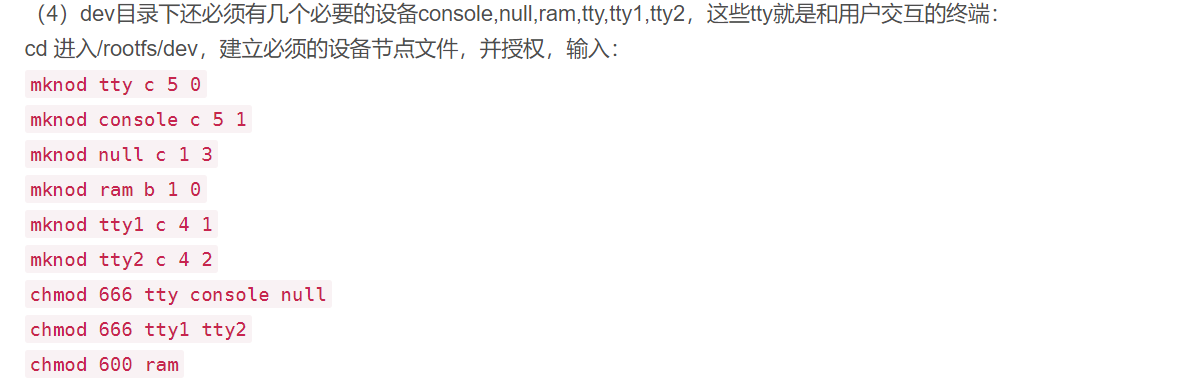 （4）dev目录下还必须有几个必要的设备console,null,ram,tty,tty1,tty2，这些tty就是和用户交互的终端：
cd 进入/rootfs/dev，建立必须的设备节点文件，并授权，输入：
mknod tty c 5 0
mknod console c 5 1
mknod null c 1 3
mknod ram b 1 0
mknod tty1 c 4 1
mknod tty2 c 4 2
chmod 666 tty console null
chmod 666 tty1 tty2
chmod 600 ram